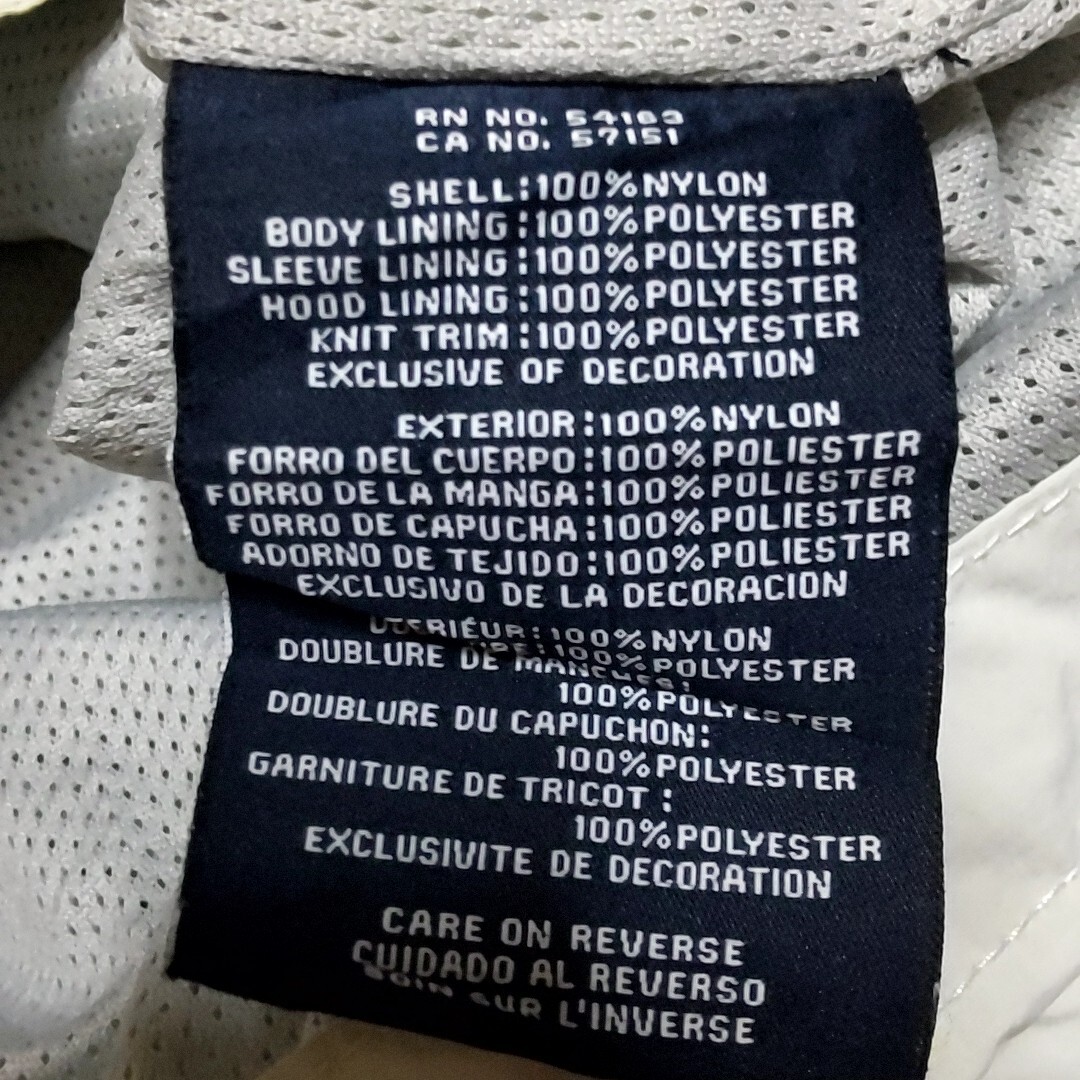 RN NO. 54163
CA NO. 57151
SHELL:100%NYLON
BODY LINING:100%POLYESTER
SLEEVE LINING:100%POLYESTER
HOOD LINING:100%POLYESTER
KNIT TRIM:100%POLYESTER
EXCLUSIVE OF DECORATION
EXTERIOR:100%NYLON
FORRO DEL CUERPO:100%POLIESTER
FORRO DE LA MANGA:100%POLIESTER
FORRO DE CAPUCHA:100%POLIESTER
ADORNO DE TEJIDO:100%POLIESTER
EXCLUSIVO DE LA DECORACION
100%NYLON
100%POLYESTER
DOUBLURE DE MANCHES:
100%POLYESTER
DOUBLURE DU CAPUCHON:
100%POLYESTER
GARNITURE DE TRICOT :
100%POLYESTER
EXCLUSIVITE DE DECORATION
CARE ON REVERSE
CUIDADO AL REVERSO
SUR L'INVERSE